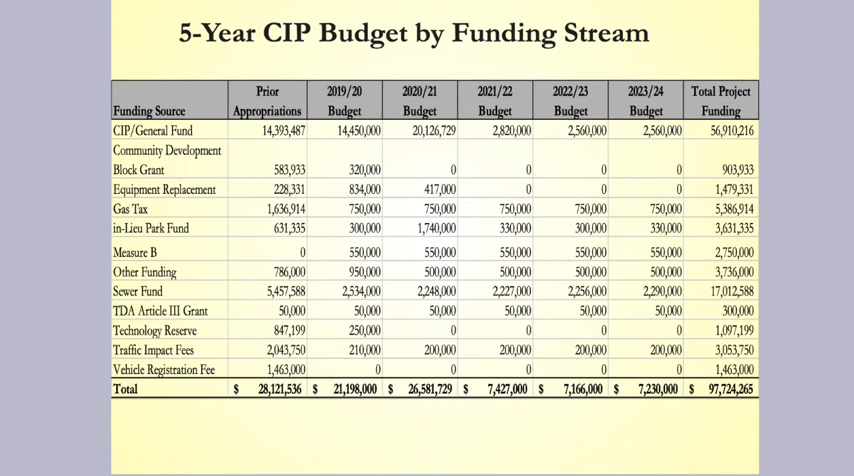 5-Year CIP Budget by Funding Stream
Prior 2019/20 2020/21 2021/22 2022/23 2023/24 Total Project
Funding Source Appropriations Budget Budget Budget Budget Budget Funding
CIP/General Fund 14,393,487 14,450,000 20,126,729 2,820,000 2,560,000 2,560,000 56,910,216
Community Development
Block Grant 583,933 320,000 0 0 0 0 903,933
Equipment Replacement 228,331 834,000 417,000 0 0 0 1,479,331
Gas Tax 1,636,914 750,000 750,000 750,000 750,000 750,000 5,386,914
in-Lieu Park Fund 631,335 300,000 1,740,000 330,000 300,000 330,000 3,631,335
Measure B 0 550,000 550,000 550,000 550,000 550,000 2,750,000
Other Funding 786,000 950,000 500,000 500,000 500,000 500,000 3,736,000
Sewer Fund 5,457,588 2,534,000 2,248,000 2,227,000 2,256,000 2,290,000 17,012,588
TDA Article III Grant 50,000 50,000 50,000 50,000 50,000 50,000 300,000
Technology Reserve 847,199 250,000 0 0 0 0 1,097,199
Traffic Impact Fees 2,043,750 210,000 200,000 200,000 200,000 200,000 3,053,750
Vehicle Registration Fee 1,463,000 0 0 0 0 0 1,463,000
Total $ 28,121,536 $ 21,198,000 $ 26,581,729 $ 7,427,000 $ 7,166,000 $ 7,230,000 $ 97,724,265